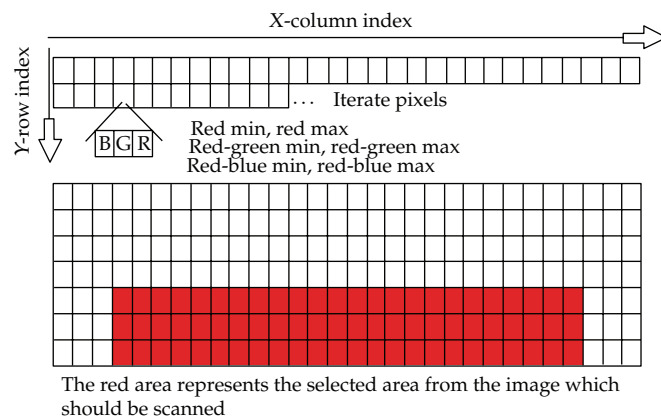 X-column index
Y-row index
... Iterate pixels
B G R
Red min, red max
Red-green min, red-green max
Red-blue min, red-blue max
The red area represents the selected area from the image which
should be scanned